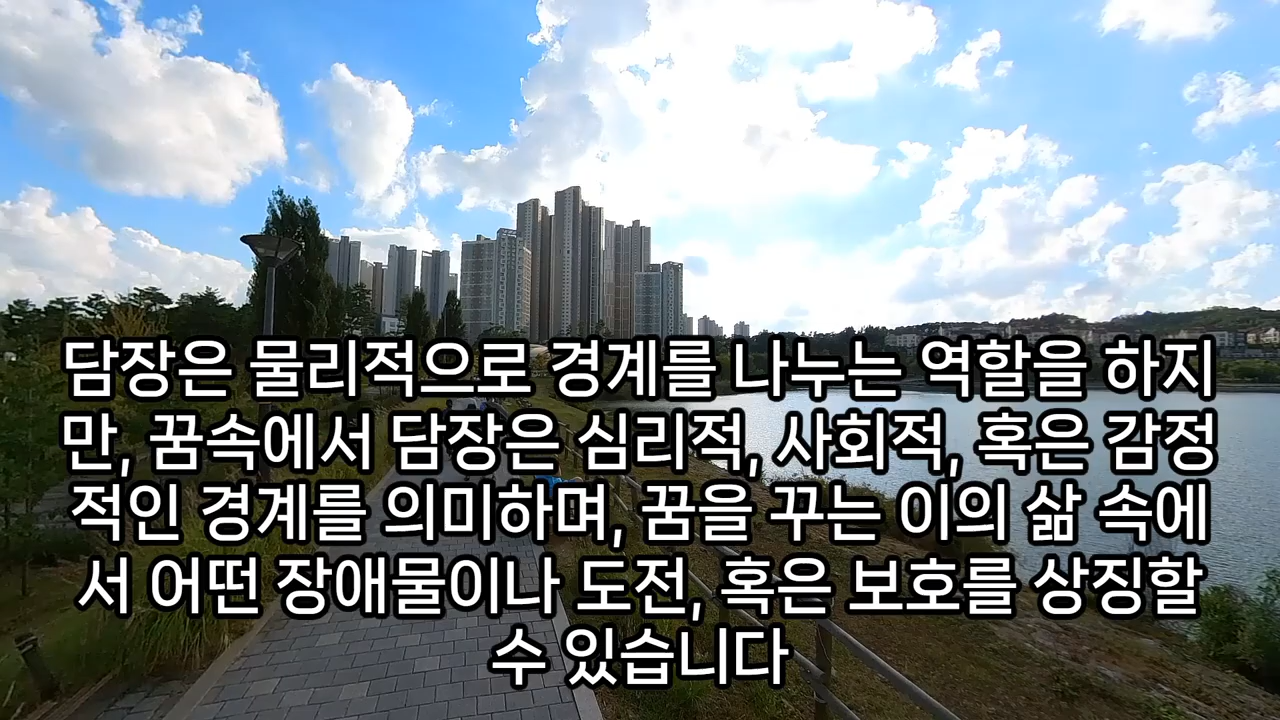 담장은 물리적으로 경계를 나누는 역할을 하지
만, 꿈속에서 담장은 심리적, 사회적, 혹은 감정
적인 경계를 의미하며, 꿈을 꾸는 이의 삶 속에
서 어떤 장애물이나 도전, 혹은 보호를 상징할
수 있습니다